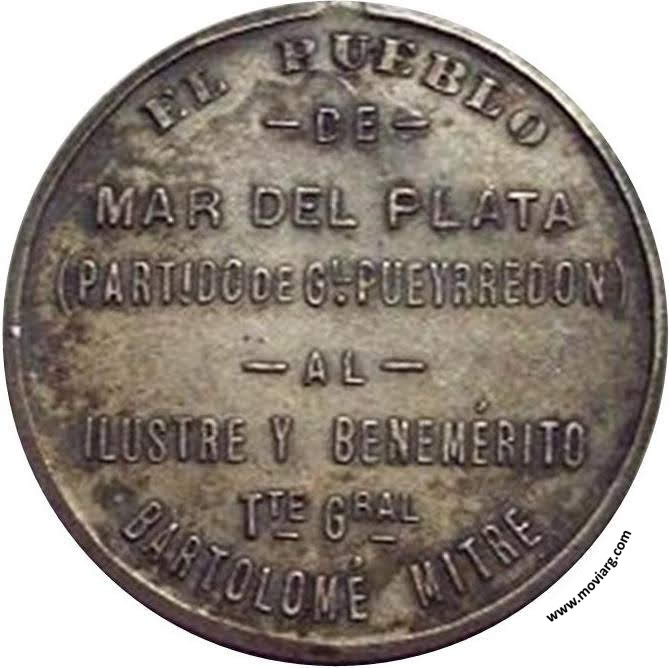 EL PUEBLO
— DE —
MAR DEL PLATA
(PARTIDO DE GL. PUEYRREDON)
— AL —
ILUSTRE Y BENEMÉRITO
TTE GRAL
BARTOLOMÉ MITRE
www.moviarg.com